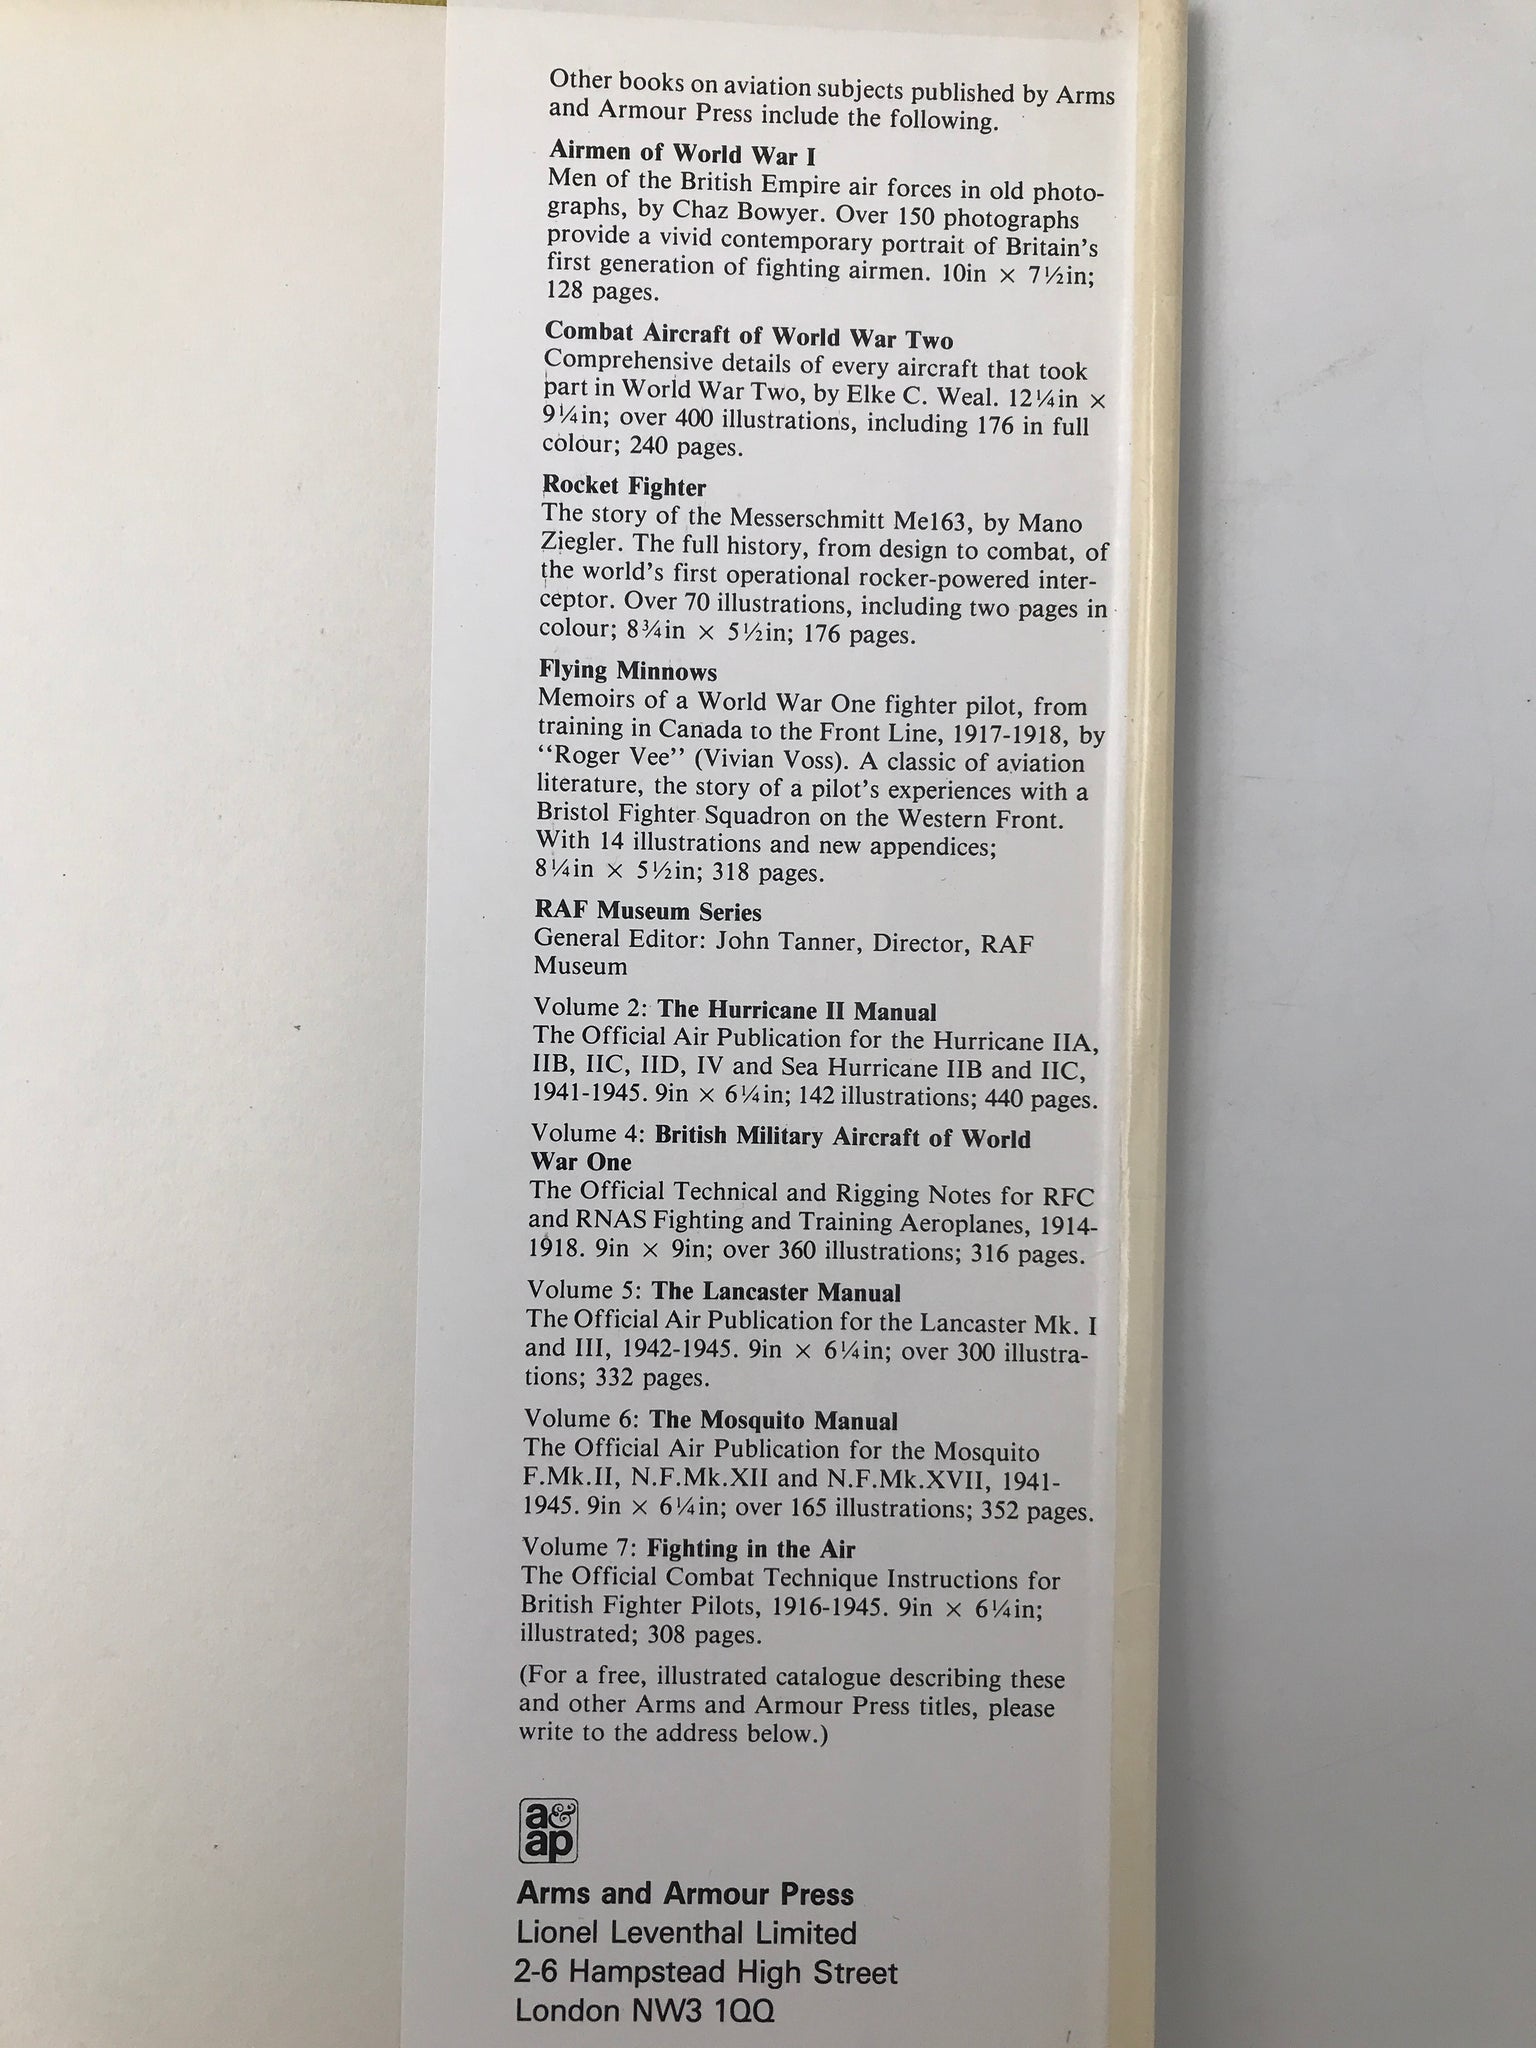 Other books on aviation subjects published by Arms
and Armour Press include the following.
Airmen of World War I
Men of the British Empire air forces in old photo-
graphs, by Chaz Bowyer. Over 150 photographs
provide a vivid contemporary portrait of Britain's
first generation of fighting airmen. 10in × 7½in;
128 pages.
Combat Aircraft of World War Two
Comprehensive details of every aircraft that took
part in World War Two, by Elke C. Weal. 12¼in ×
9¼in; over 400 illustrations, including 176 in full
colour; 240 pages.
Rocket Fighter
The story of the Messerschmitt Me163, by Mano
Ziegler. The full history, from design to combat, of
the world's first operational rocker-powered inter-
ceptor. Over 70 illustrations, including two pages in
colour; 8¾in × 5½in; 176 pages.
Flying Minnows
Memoirs of a World War One fighter pilot, from
training in Canada to the Front Line, 1917-1918, by
“Roger Vee” (Vivian Voss). A classic of aviation
literature, the story of a pilot's experiences with a
Bristol Fighter Squadron on the Western Front.
With 14 illustrations and new appendices;
8¼in × 5½in; 318 pages.
RAF Museum Series
General Editor: John Tanner, Director, RAF
Museum
Volume 2: The Hurricane II Manual
The Official Air Publication for the Hurricane IIA,
IIB, IIC, IID, IV and Sea Hurricane IIB and IIC,
1941-1945. 9in × 6¼in; 142 illustrations; 440 pages.
Volume 4: British Military Aircraft of World
War One
The Official Technical and Rigging Notes for RFC
and RNAS Fighting and Training Aeroplanes, 1914-
1918. 9in × 9in; over 360 illustrations; 316 pages.
Volume 5: The Lancaster Manual
The Official Air Publication for the Lancaster Mk. I
and III, 1942-1945. 9in × 6¼in; over 300 illustra-
tions; 332 pages.
Volume 6: The Mosquito Manual
The Official Air Publication for the Mosquito
F.Mk.II, N.F.Mk.XII and N.F.Mk.XVII, 1941-
1945. 9in × 6¼in; over 165 illustrations; 352 pages.
Volume 7: Fighting in the Air
The Official Combat Technique Instructions for
British Fighter Pilots, 1916-1945. 9in × 6¼in;
illustrated; 308 pages.
(For a free, illustrated catalogue describing these
and other Arms and Armour Press titles, please
write to the address below.)
a&
ap
Arms and Armour Press
Lionel Leventhal Limited
2-6 Hampstead High Street
London NW3 1QQ